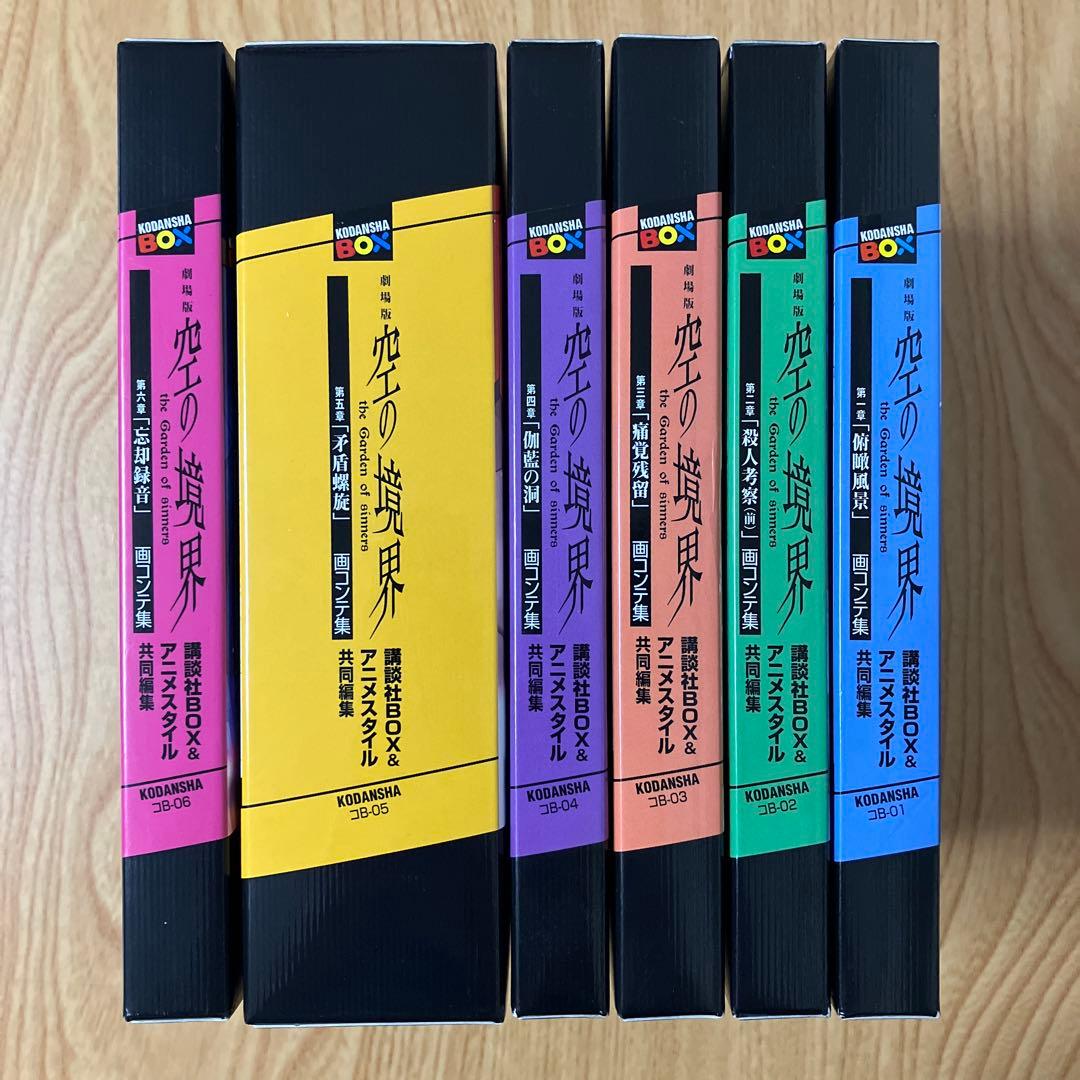 KODANSHA
BOX
劇場版
空の境界
the Garden of sinners
第一章「俯瞰風景」画コンテ集
講談社BOX&
アニメスタイル
共同編集
KODANSHA
コB-01
KODANSHA
BOX
劇場版
空の境界
the Garden of sinners
第二章「殺人考察(前)」画コンテ集
講談社BOX&
アニメスタイル
共同編集
KODANSHA
コB-02
KODANSHA
BOX
劇場版
空の境界
the Garden of sinners
第三章「痛覚残留」画コンテ集
講談社BOX&
アニメスタイル
共同編集
KODANSHA
コB-03
KODANSHA
BOX
劇場版
空の境界
the Garden of sinners
第四章「伽藍の洞」画コンテ集
講談社BOX&
アニメスタイル
共同編集
KODANSHA
コB-04
KODANSHA
BOX
劇場版
空の境界
the Garden of sinners
第五章「矛盾螺旋」画コンテ集
講談社BOX&
アニメスタイル
共同編集
KODANSHA
コB-05
KODANSHA
BOX
劇場版
空の境界
the Garden of sinners
第六章「忘却録音」画コンテ集
講談社BOX&
アニメスタイル
共同編集
KODANSHA
コB-06